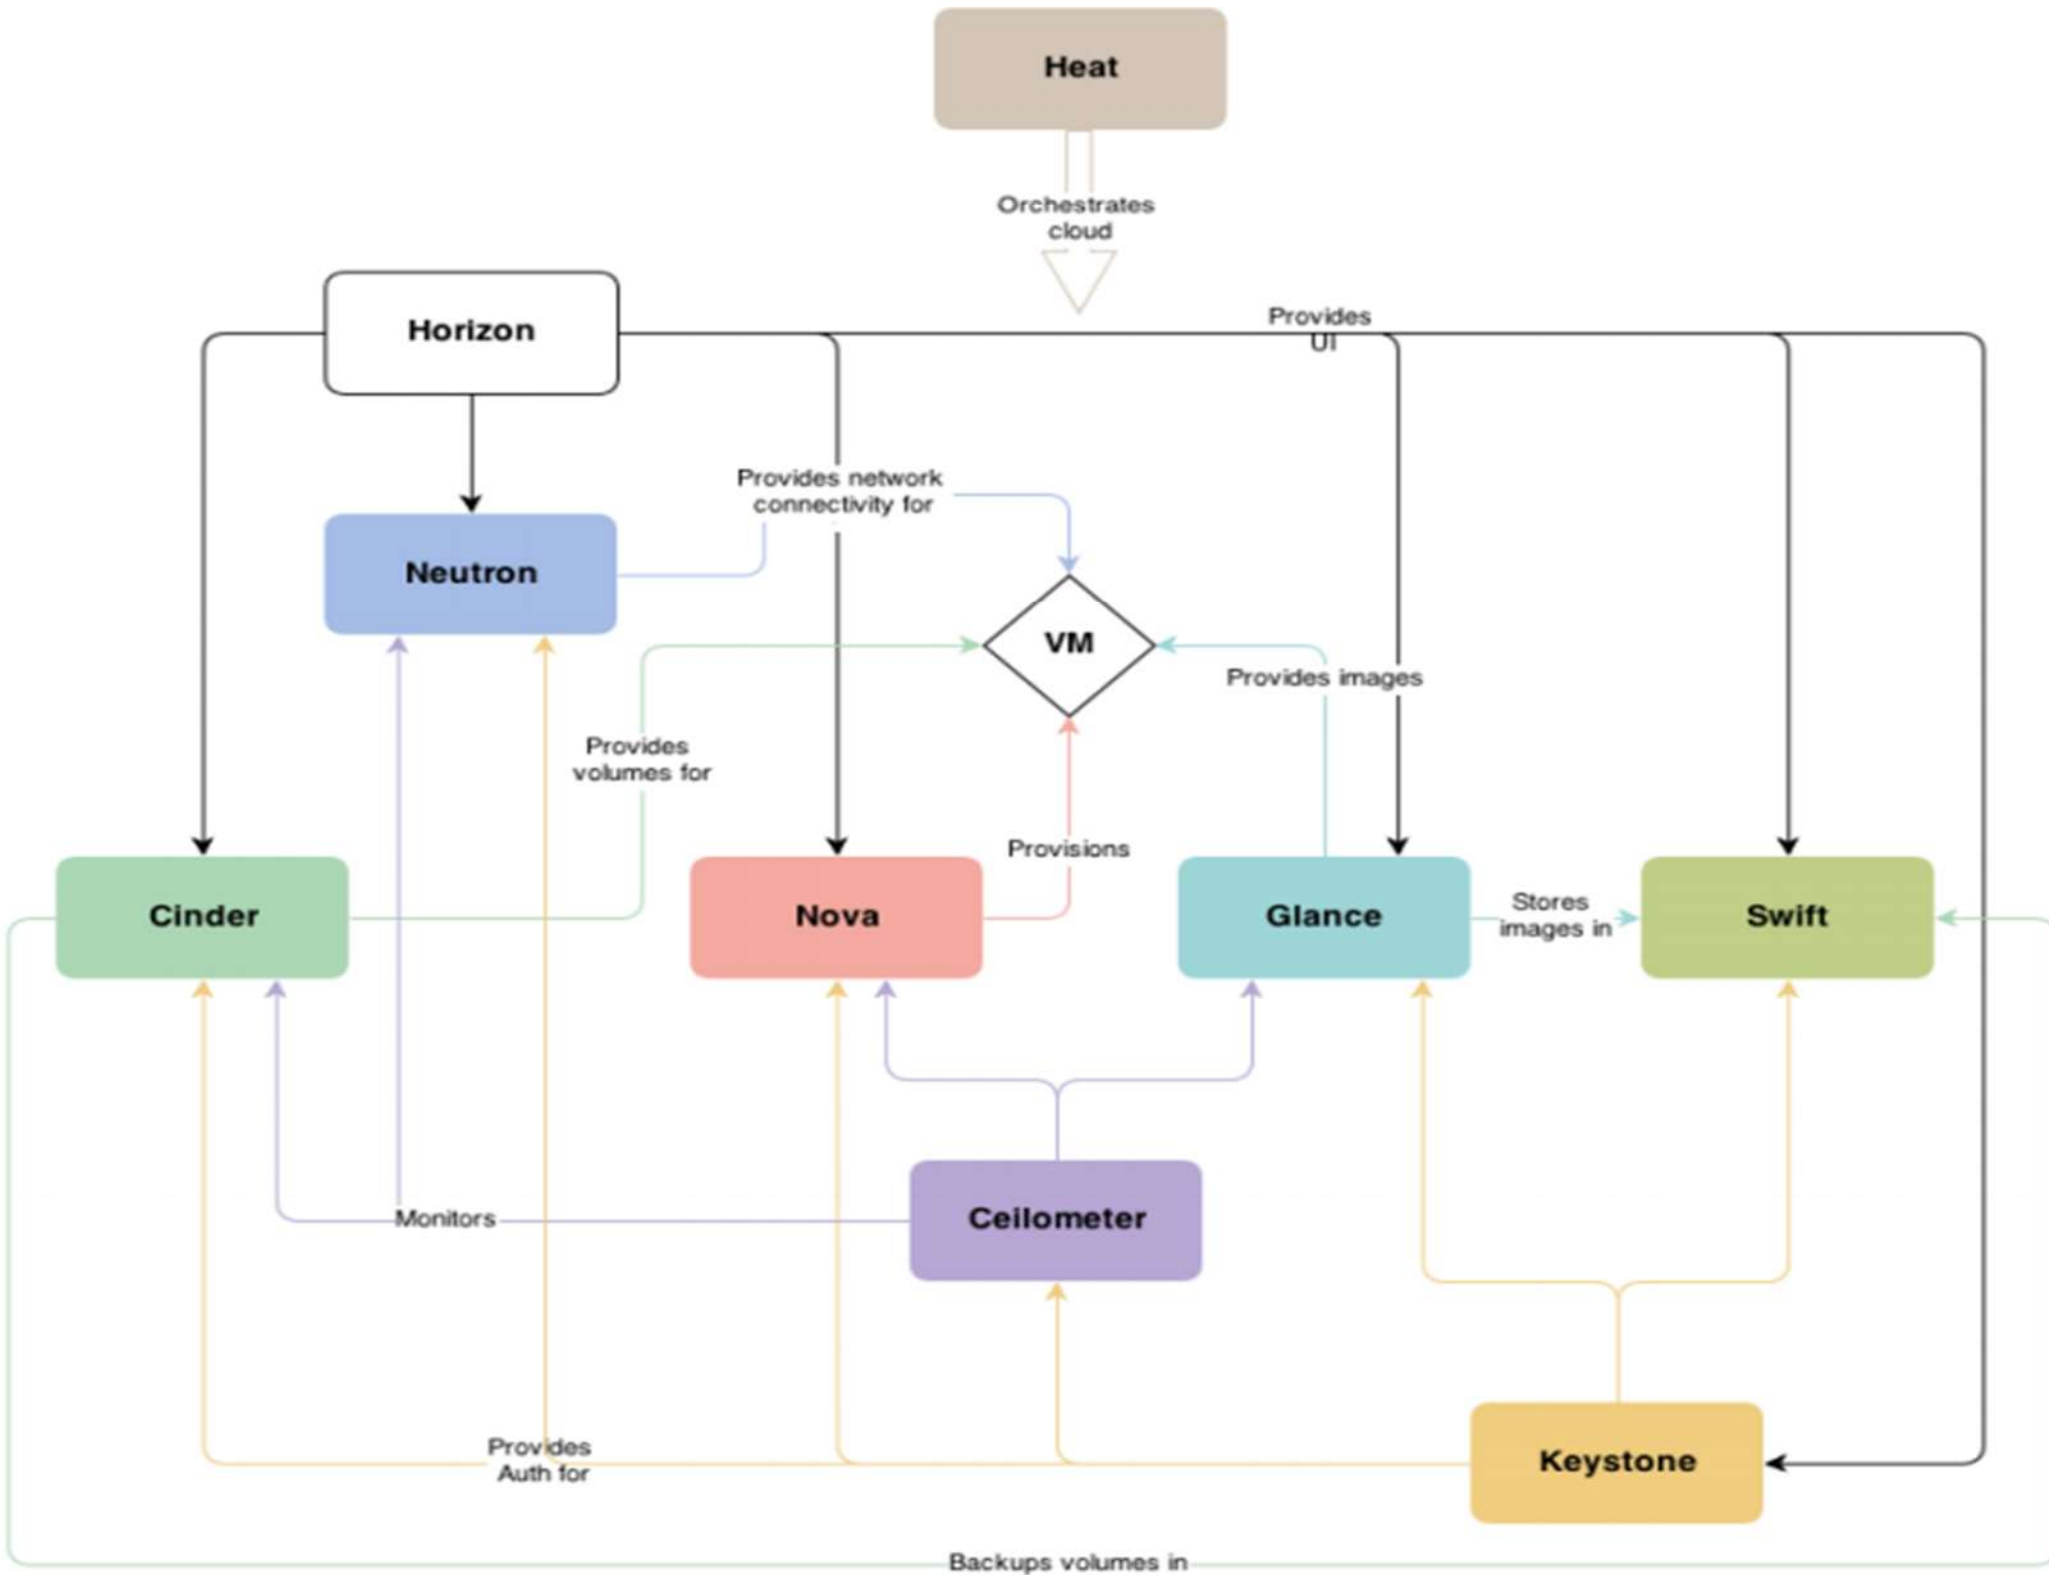 Heat
Orchestrates
cloud
Horizon
Provides
UI
Provides network
connectivity for
Neutron
VM
Provides images
Provides
volumes for
Provisions
Cinder
Nova
Glance
Stores
images in
Swift
Monitors
Ceilometer
Provides
Auth for
Keystone
Backups volumes in